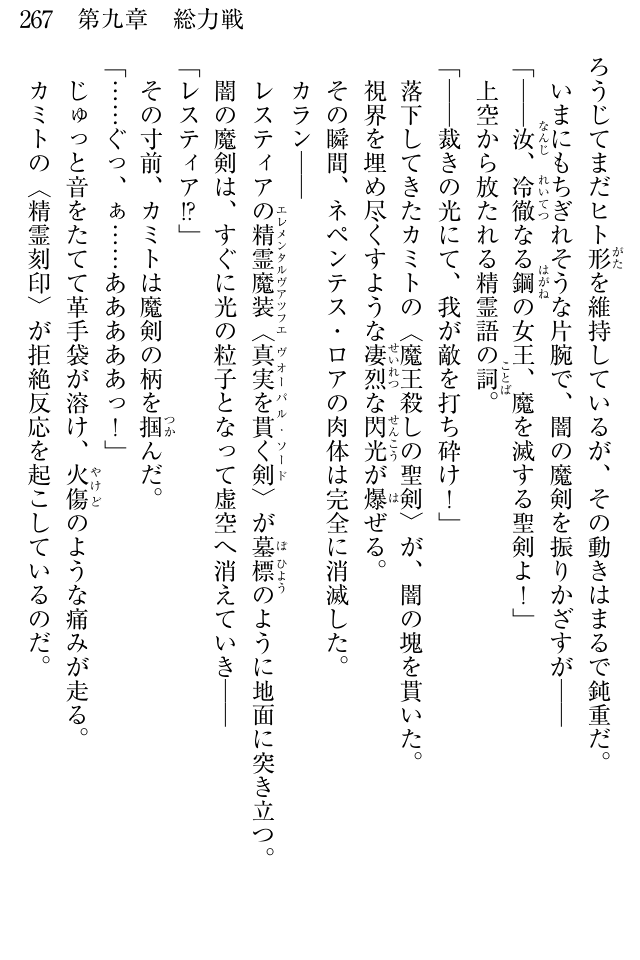 267　第九章　総力戦
ろうじてまだヒト形を維持しているが、その動きはまるで鈍重だ。
いまにもちぎれそうな片腕で、闇の魔剣を振りかざすが――
「――汝、冷徹なる鋼の女王、魔を滅する聖剣よ！」
上空から放たれる精霊語の詞。
「――裁きの光にて、我が敵を打ち砕け！」
落下してきたカミトの〈魔王殺しの聖剣〉が、闇の塊を貫いた。
視界を埋め尽くすような凄烈な閃光が爆ぜる。
その瞬間、ネペンテス・ロアの肉体は完全に消滅した。
カラン――
レスティアの精霊魔装〈真実を貫く剣〉が墓標のように地面に突き立つ。
闇の魔剣は、すぐに光の粒子となって虚空へ消えていき――
「レスティア!?」
その寸前、カミトは魔剣の柄を掴んだ。
「……ぐっ、ぁ……ああああああっ！」
じゅっと音をたてて革手袋が溶け、火傷のような痛みが走る。
カミトの〈精霊刻印〉が拒絶反応を起こしているのだ。